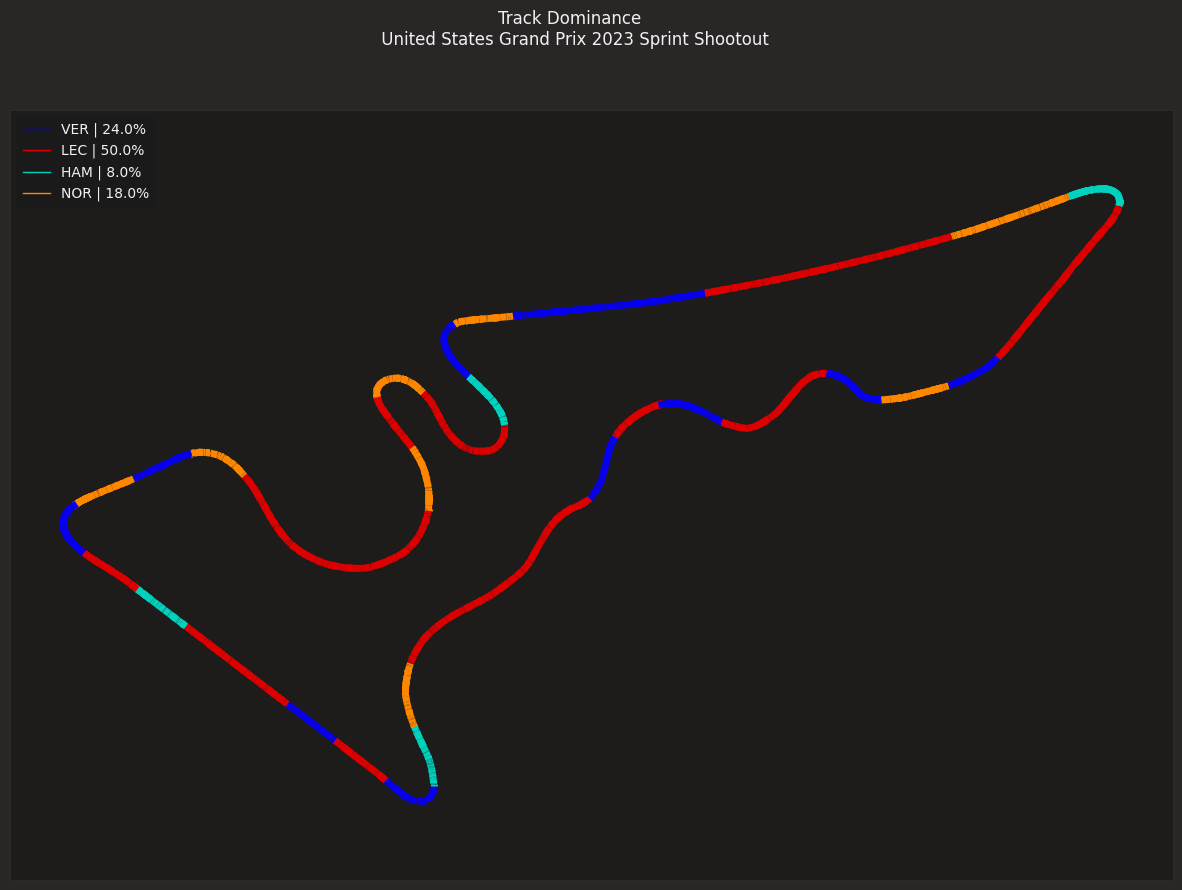 Track Dominance
United States Grand Prix 2023 Sprint Shootout
VER | 24.0%
LEC | 50.0%
HAM | 8.0%
NOR | 18.0%